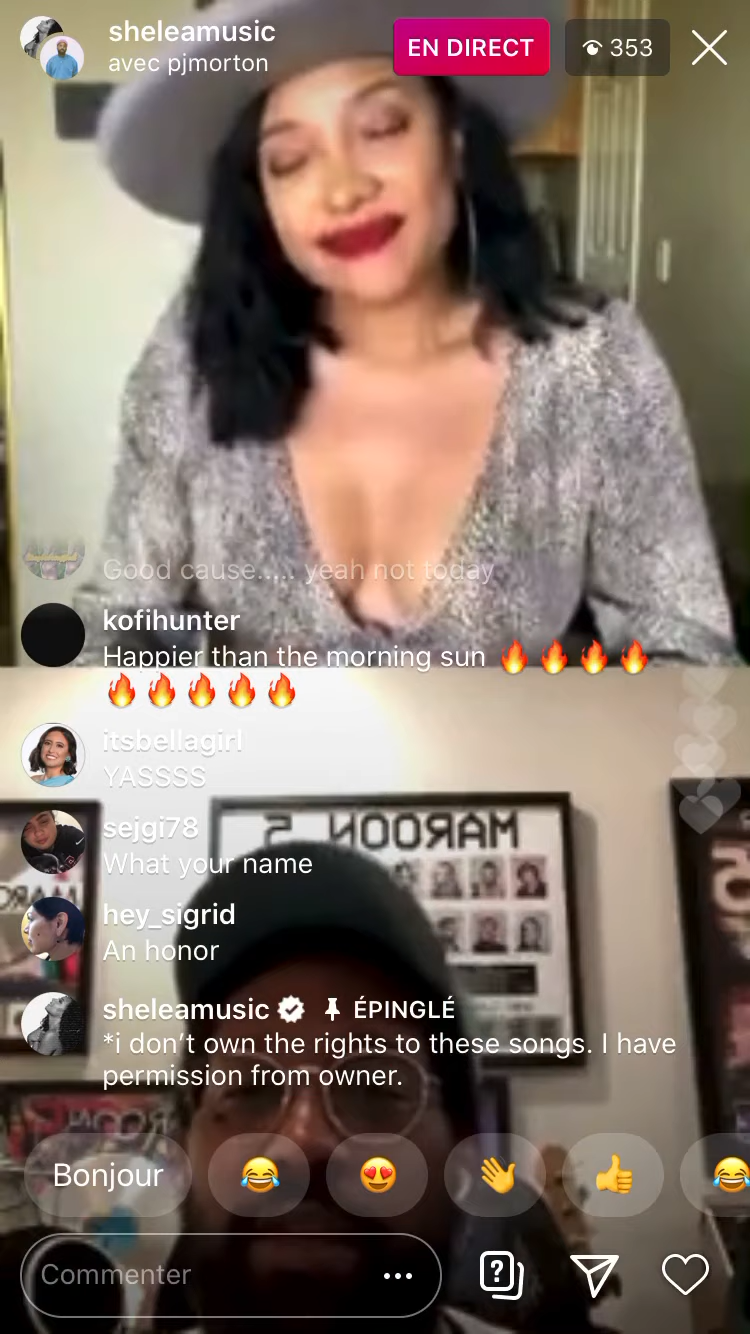 sheleamusic
avec pjmorton
EN DIRECT
353
Good cause..... yeah not today
kofihunter
Happier than the morning sun 🔥🔥🔥🔥
🔥🔥🔥🔥🔥
itsbellagirl
YASSSS
MAROON 5
sejgi78
What your name
hey_sigrid
An honor
sheleamusic ÉPINGLÉ
*i don’t own the rights to these songs. I have
permission from owner.
Bonjour 😂 😍 👋 👍 😂
Commenter